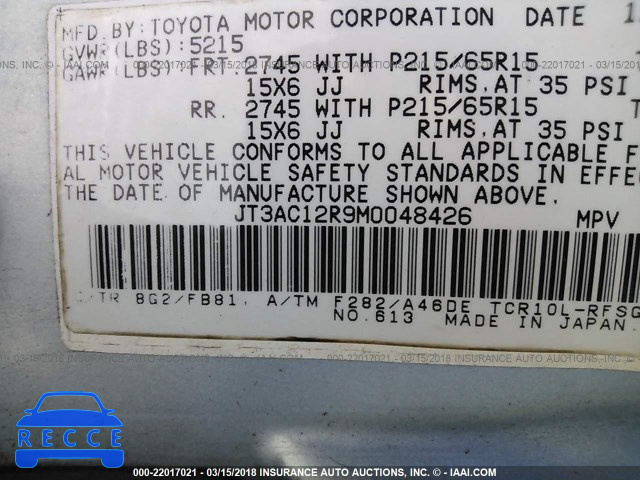 MFD.BY:TOYOTA MOTOR CORPORATION DATE 1
GVWR(LBS):5215
GAWR(LBS)FRT.2745 WITH P215/65R15
15X6 JJ RIMS.AT 35 PSI
RR. 2745 WITH P215/65R15 T
15X6 JJ RIMS.AT 35 PSI
THIS VEHICLE CONFORMS TO ALL APPLICABLE F
AL MOTOR VEHICLE SAFETY STANDARDS IN EFFE
THE DATE OF MANUFACTURE SHOWN ABOVE.
JT3AC12R9M0048426 MPV
/TR 8G2/FB81, A/TM F282/A46DE TCR10L-RFSG
NO.613 MADE IN JAPAN.
RECCE
000-22017021 - 03/15/2018 INSURANCE AUTO AUCTIONS, INC. - © - IAAI.COM